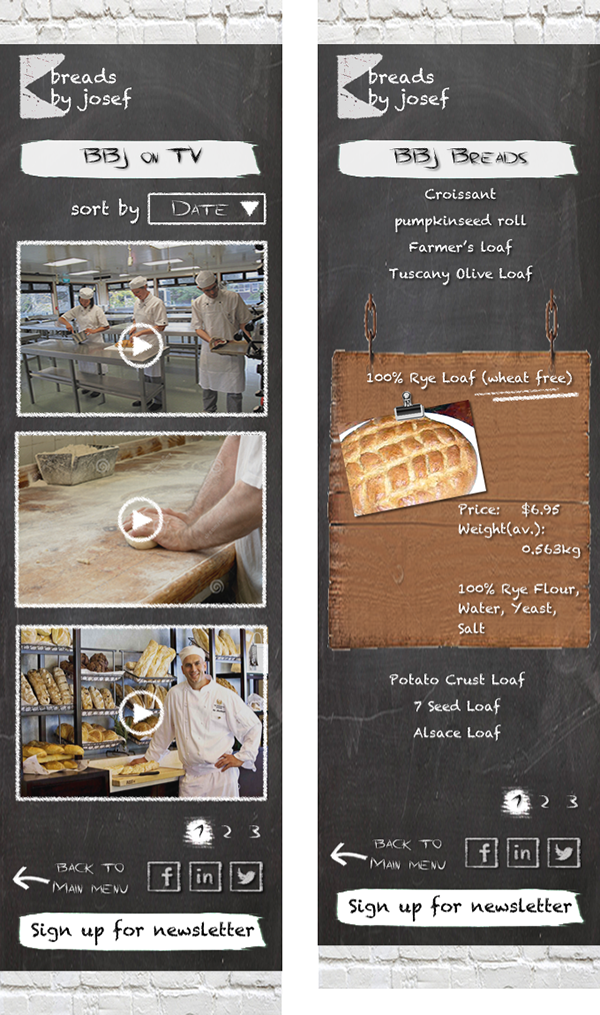 breads
by josef
BBJ on TV
sort by DATE
1 2 3
BACK TO
MAIN MENU
f in
Sign up for newsletter
breads
by josef
BBJ BREADS
Croissant
pumpkinseed roll
Farmer's loaf
Tuscany Olive Loaf
100% Rye Loaf (wheat free)
Price: $6.95
Weight(av.):
0.563kg
100% Rye Flour,
Water, Yeast,
Salt
Potato Crust Loaf
7 Seed Loaf
Alsace Loaf
1 2 3
BACK TO
MAIN MENU
f in
Sign up for newsletter